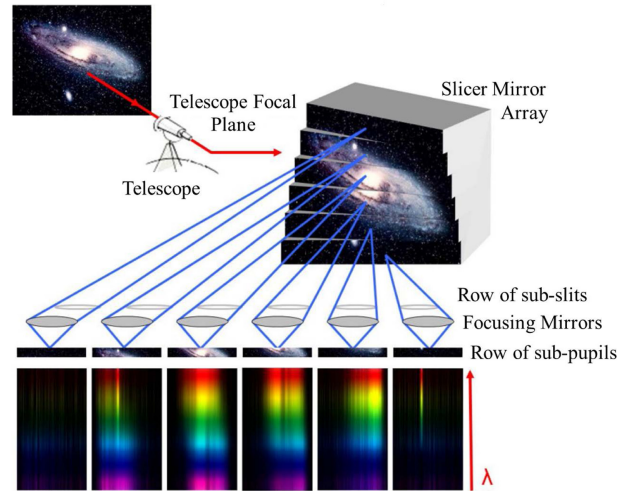 Telescope Focal
Plane
Telescope
Slicer Mirror
Array
Row of sub-slits
Focusing Mirrors
Row of sub-pupils
λ